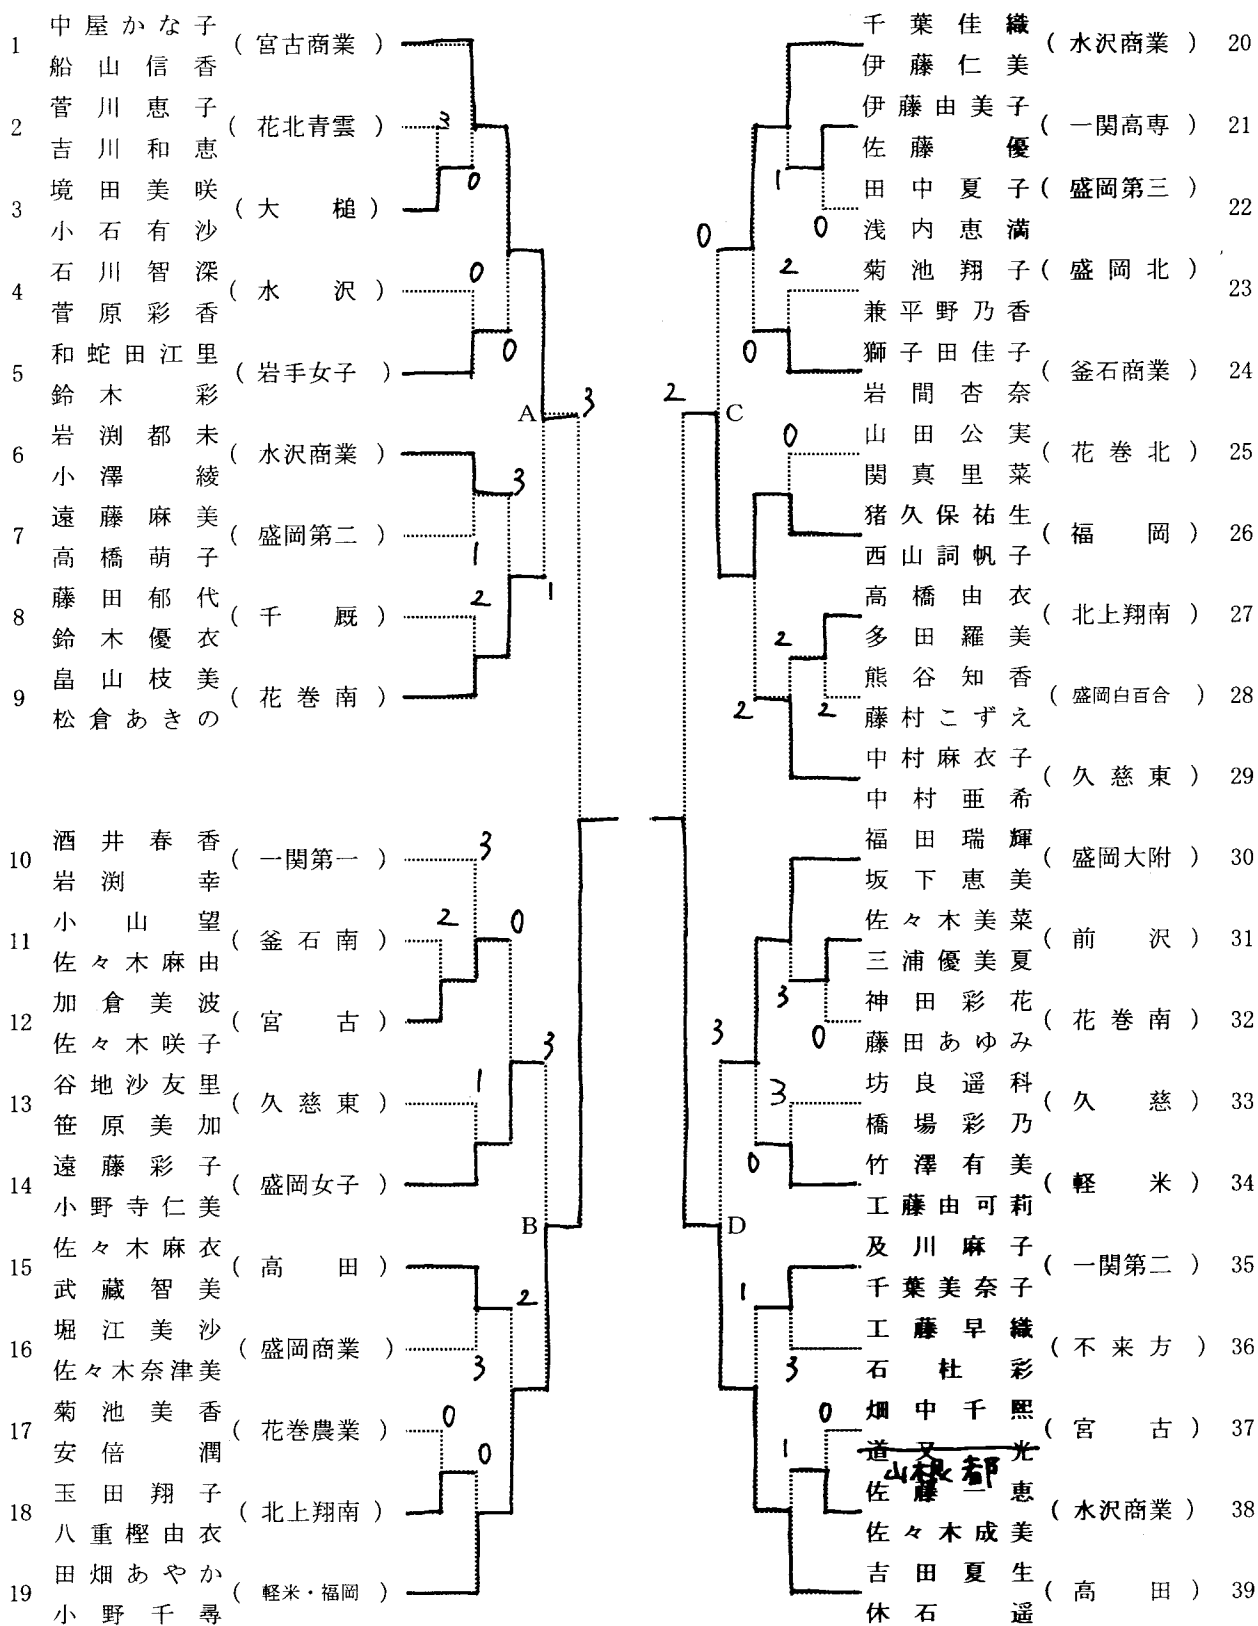 中屋かな子
1 (宮古商業)
船山信香
菅川恵子
2 (花北青雲) 3
吉川和恵
境田美咲 0
3 (大槌)
小石有沙
石川智深 0
4 (水沢)
菅原彩香
和蛇田江里 0
5 (岩手女子)
鈴木彩
A 3
岩渕都未
6 (水沢商業)
小澤綾 3
遠藤麻美
7 (盛岡第二)
高橋萌子 1
藤田郁代 2 1
8 (千厩)
鈴木優衣
畠山枝美
9 (花巻南)
松倉あきの
酒井春香 3
10 (一関第一)
岩渕幸
小山望 2 0
11 (釜石南)
佐々木麻由
加倉美波
12 (宮古)
佐々木咲子 3
谷地沙友里 1
13 (久慈東)
笹原美加
遠藤彩子
14 (盛岡女子)
小野寺仁美
B
佐々木麻衣
15 (高田)
武藏智美 2
堀江美沙
16 (盛岡商業)
佐々木奈津美 3
菊池美香 0
17 (花巻農業)
安倍潤 0
玉田翔子
18 (北上翔南)
八重樫由衣
田畑あやか
19 (軽米・福岡)
小野千尋
千葉佳織
(水沢商業) 20
伊藤仁美
伊藤由美子
(一関高専) 21
佐藤優
1 田中夏子 (盛岡第三)
22
0 0 浅内恵満
2 菊池翔子 (盛岡北)
23
兼平野乃香
0 獅子田佳子
(釜石商業) 24
岩間杏奈
2 C
0 山田公実
(花巻北) 25
関真里菜
猪久保祐生
(福岡) 26
西山詞帆子
高橋由衣
(北上翔南) 27
2 多田羅美
熊谷知香
(盛岡白百合) 28
2 2 藤村こずえ
中村麻衣子
(久慈東) 29
中村亜希
福田瑞輝
(盛岡大附) 30
坂下恵美
佐々木美菜
(前沢) 31
三浦優美夏
3 神田彩花
(花巻南) 32
3 0 藤田あゆみ
3 坊良遥科
(久慈) 33
橋場彩乃
0 竹澤有美
(軽米) 34
工藤由可莉
D
及川麻子
(一関第二) 35
1 千葉美奈子
工藤早織
(不来方) 36
3 石杜彩
0 畑中千熙
(宮古) 37
1 道又光
山根都
佐藤一恵
(水沢商業) 38
佐々木成美
吉田夏生
(高田) 39
休石遥